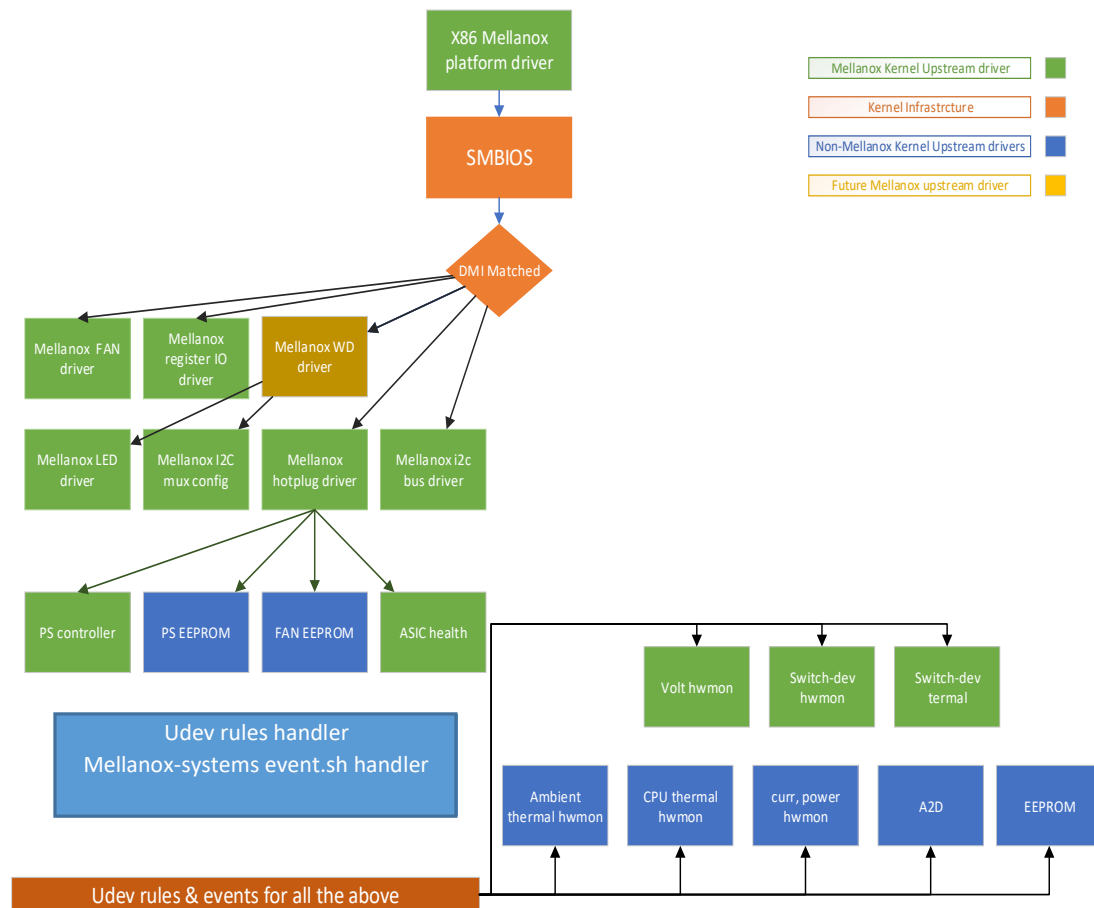 X86 Mellanox
platform driver
Mellanox Kernel Upstream driver
Kernel Infrastrcture
Non-Mellanox Kernel Upstream drivers
Future Mellanox upstream driver
SMBIOS
DMI Matched
Mellanox FAN
driver
Mellanox
register IO
driver
Mellanox WD
driver
Mellanox LED
driver
Mellanox I2C
mux config
Mellanox
hotplug driver
Mellanox i2c
bus driver
PS controller
PS EEPROM
FAN EEPROM
ASIC health
Volt hwmon
Switch-dev
hwmon
Switch-dev
termal
Udev rules handler
Mellanox-systems event.sh handler
Ambient
thermal hwmon
CPU thermal
hwmon
curr, power
hwmon
A2D
EEPROM
Udev rules & events for all the above